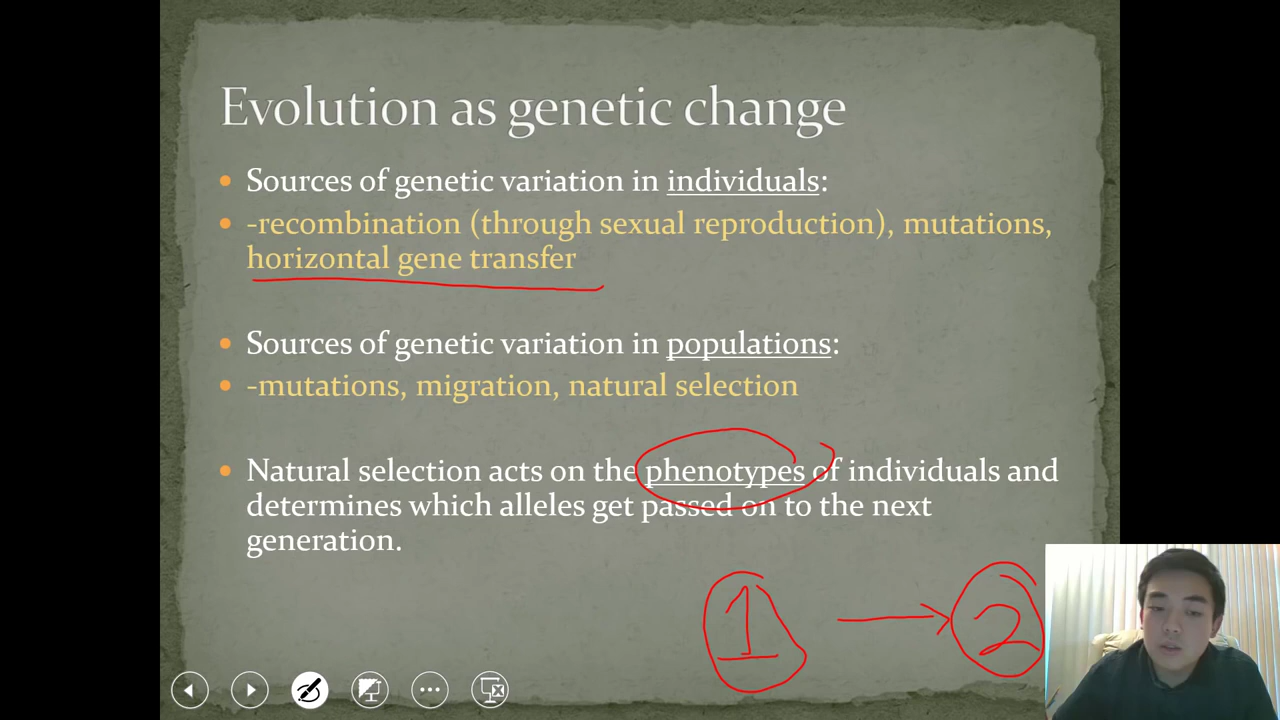 Evolution as genetic change
• Sources of genetic variation in individuals:
• -recombination (through sexual reproduction), mutations,
horizontal gene transfer
• Sources of genetic variation in populations:
• -mutations, migration, natural selection
• Natural selection acts on the phenotypes of individuals and
determines which alleles get passed on to the next
generation.
1 → 2